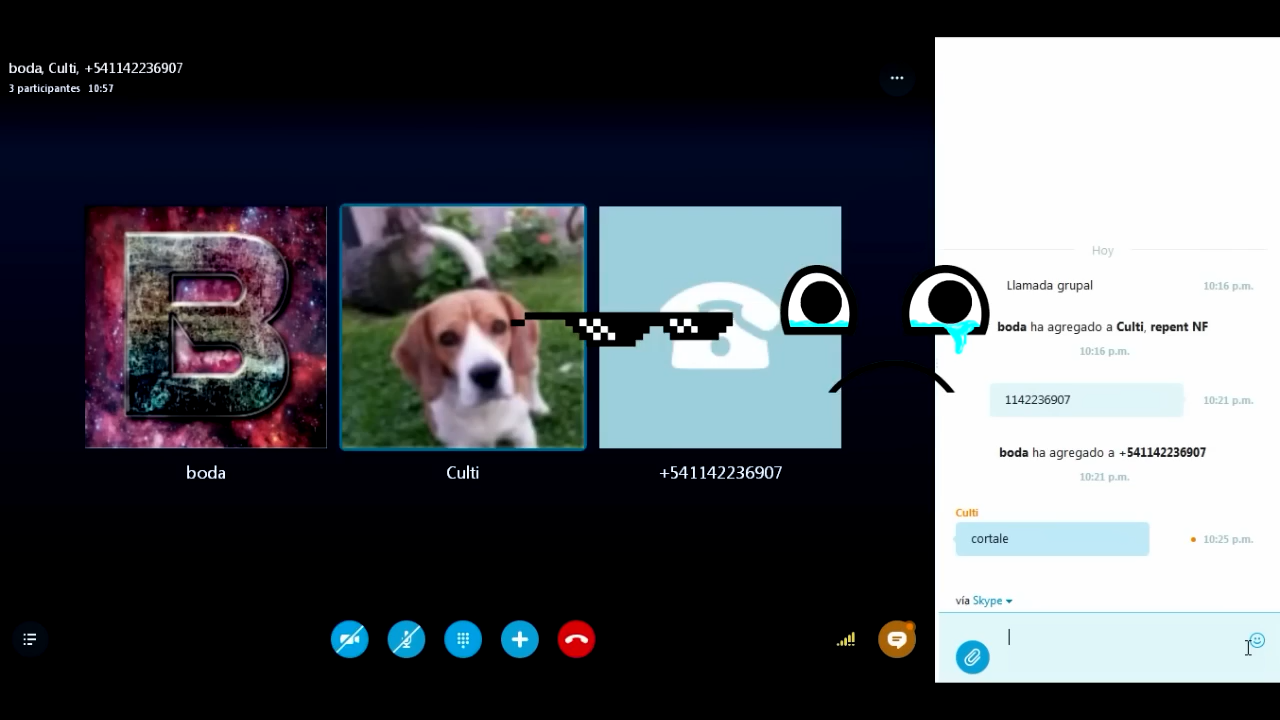 boda, Culti, +541142236907
3 participantes 10:57
B
boda
Culti
+541142236907
Hoy
Llamada grupal 10:16 p.m.
boda ha agregado a Culti, repent NF
10:16 p.m.
1142236907 10:21 p.m.
boda ha agregado a +541142236907
10:21 p.m.
Culti
cortale 10:25 p.m.
vía Skype